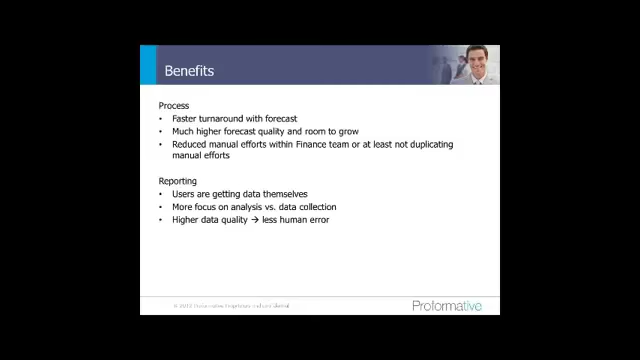 Benefits
Process
• Faster turnaround with forecast
• Much higher forecast quality and room to grow
• Reduced manual efforts within Finance team or at least not duplicating
manual efforts
Reporting
• Users are getting data themselves
• More focus on analysis vs. data collection
• Higher data quality → less human error
Proformative